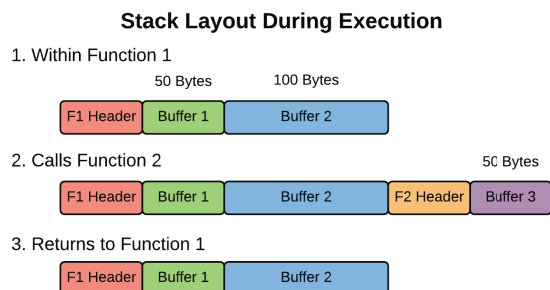 Stack Layout During Execution
1. Within Function 1
50 Bytes 100 Bytes
F1 Header Buffer 1 Buffer 2
2. Calls Function 2
50 Bytes
F1 Header Buffer 1 Buffer 2 F2 Header Buffer 3
3. Returns to Function 1
F1 Header Buffer 1 Buffer 2